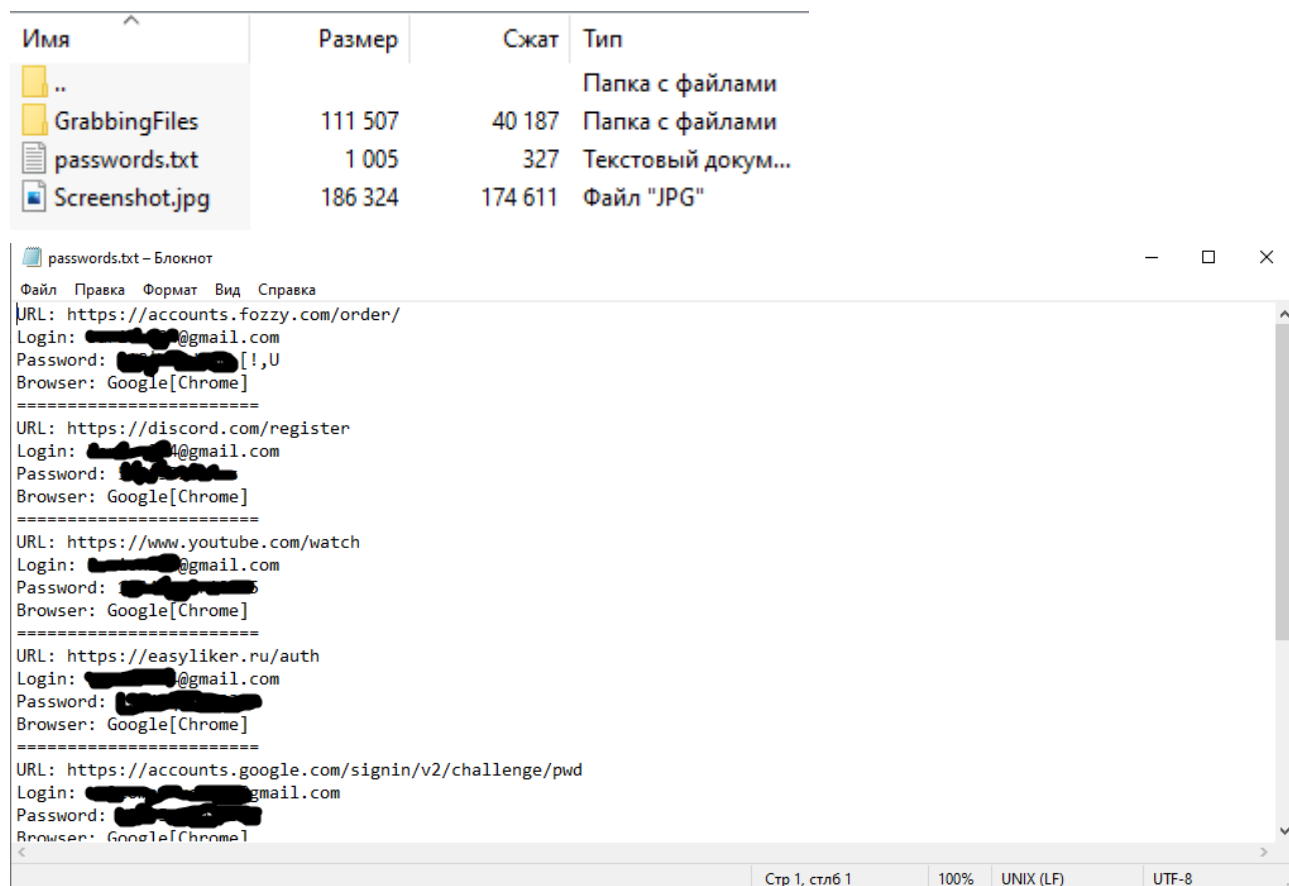 Имя Размер Сжат Тип
.. Папка с файлами
GrabbingFiles 111 507 40 187 Папка с файлами
passwords.txt 1 005 327 Текстовый докум...
Screenshot.jpg 186 324 174 611 Файл "JPG"
passwords.txt – Блокнот
Файл Правка Формат Вид Справка
URL: https://accounts.fozzy.com/order/
Login: @gmail.com
Password: [!,U
Browser: Google[Chrome]
========================
URL: https://discord.com/register
Login: @gmail.com
Password:
Browser: Google[Chrome]
========================
URL: https://www.youtube.com/watch
Login: @gmail.com
Password:
Browser: Google[Chrome]
========================
URL: https://easyliker.ru/auth
Login: @gmail.com
Password:
Browser: Google[Chrome]
========================
URL: https://accounts.google.com/signin/v2/challenge/pwd
Login: gmail.com
Password:
Browser: Google[Chrome]
Стр 1, стлб 1 100% UNIX (LF) UTF-8